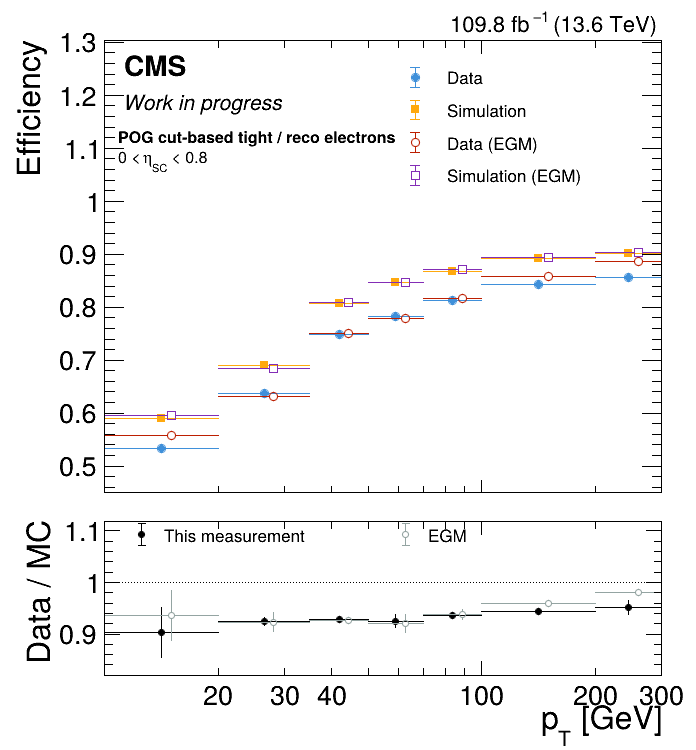 109.8 fb⁻¹ (13.6 TeV)
Efficiency
CMS
Work in progress
POG cut-based tight / reco electrons
0 < η_SC < 0.8
Data
Simulation
Data (EGM)
Simulation (EGM)
1.3
1.2
1.1
1
0.9
0.8
0.7
0.6
0.5
Data / MC
This measurement
EGM
1.1
1
0.9
20
30
40
100
200
300
p_T [GeV]